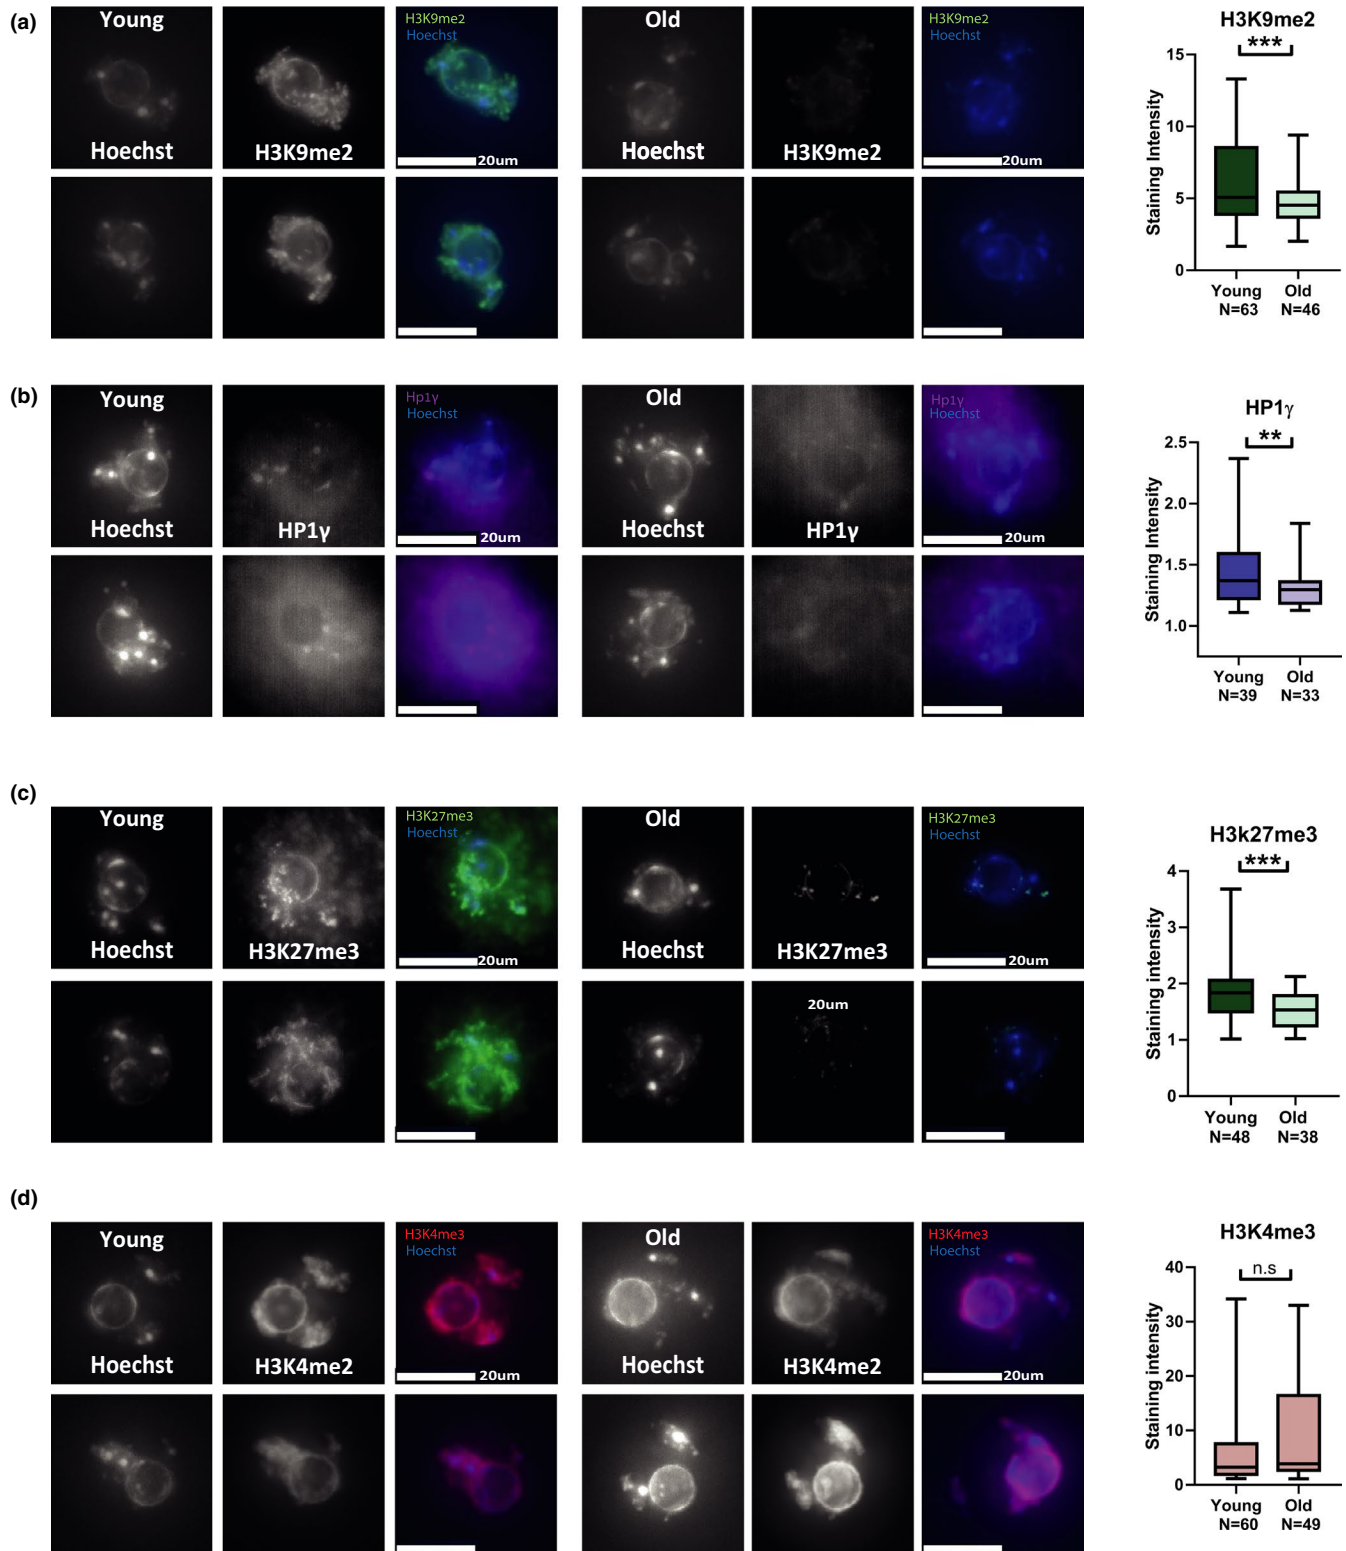 (a)
Young
Hoechst
H3K9me2
H3K9me2
Hoechst
20um
Old
Hoechst
H3K9me2
H3K9me2
Hoechst
20um
H3K9me2
***
15
10
5
0
Staining Intensity
Young Old
N=63 N=46
(b)
Young
Hoechst
HP1γ
Hp1γ
Hoechst
20um
Old
Hoechst
HP1γ
Hp1γ
Hoechst
20um
HP1γ
**
2.5
2.0
1.5
1.0
Staining Intensity
Young Old
N=39 N=33
(c)
Young
Hoechst
H3K27me3
H3K27me3
Hoechst
20um
Old
Hoechst
H3K27me3
H3K27me3
Hoechst
20um
20um
H3k27me3
***
4
3
2
1
0
Staining intensity
Young Old
N=48 N=38
(d)
Young
Hoechst
H3K4me2
H3K4me3
Hoechst
20um
Old
Hoechst
H3K4me2
H3K4me3
Hoechst
20um
H3K4me3
n.s
40
30
20
10
0
Staining intensity
Young Old
N=60 N=49